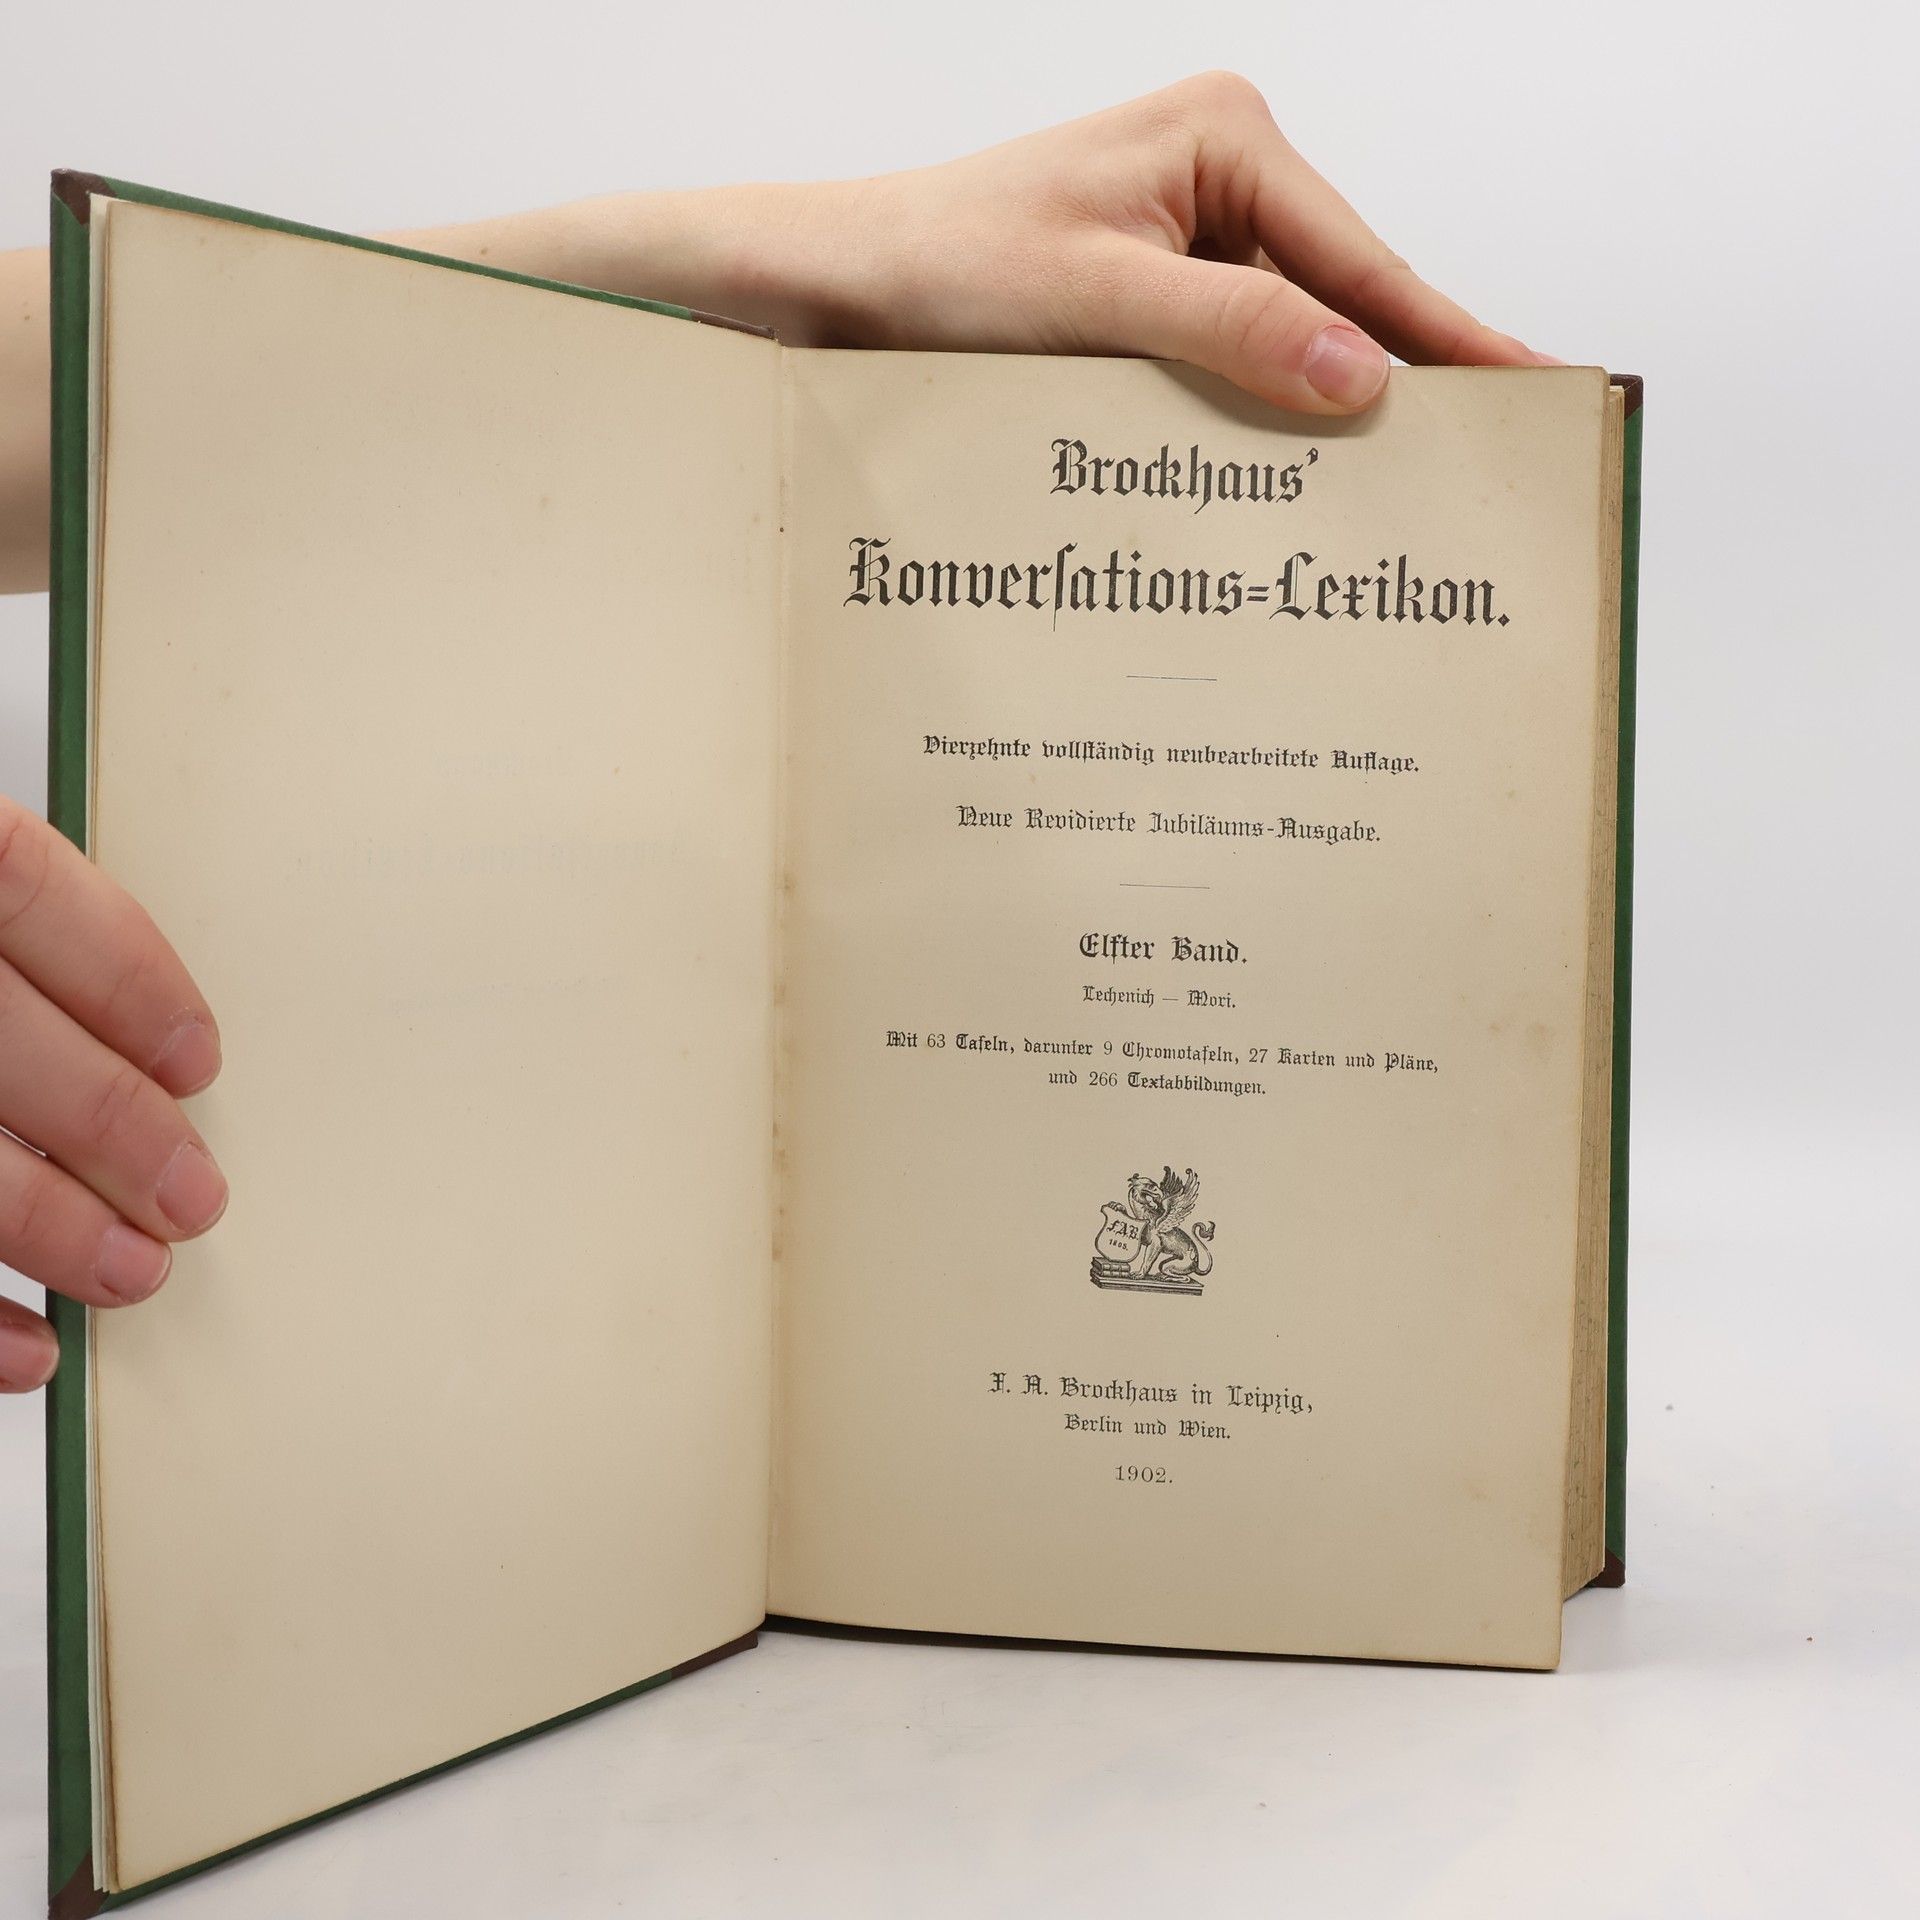 Brockhaus’
Konverſations=Lexikon.
Vierzehnte vollſtändig neubearbeitete Auflage.
Neue Revidierte Jubiläums-Ausgabe.
Elfter Band.
Lechenich — Mori.
Mit 63 Tafeln, darunter 9 Chromotafeln, 27 Karten und Pläne,
und 266 Textabbildungen.
F.A.B.
1805.
F. A. Brockhaus in Leipzig,
Berlin und Wien.
1902.